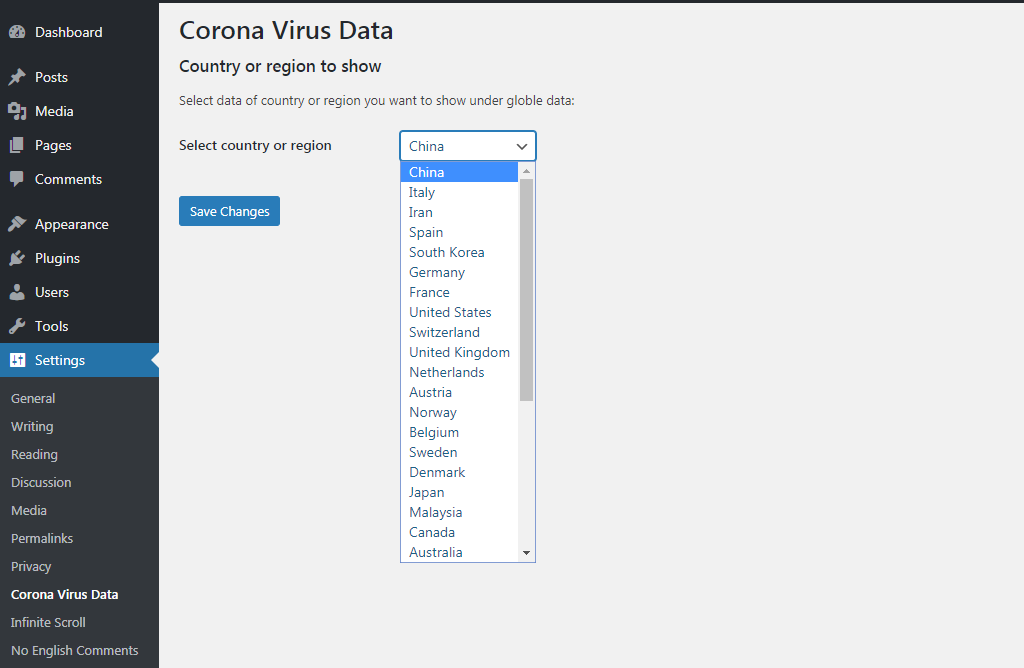 Dashboard
Posts
Media
Pages
Comments
Appearance
Plugins
Users
Tools
Settings
General
Writing
Reading
Discussion
Media
Permalinks
Privacy
Corona Virus Data
Infinite Scroll
No English Comments
Corona Virus Data
Country or region to show
Select data of country or region you want to show under globle data:
Select country or region
China
China
Italy
Iran
Spain
South Korea
Germany
France
United States
Switzerland
United Kingdom
Netherlands
Austria
Norway
Belgium
Sweden
Denmark
Japan
Malaysia
Canada
Australia
Save Changes